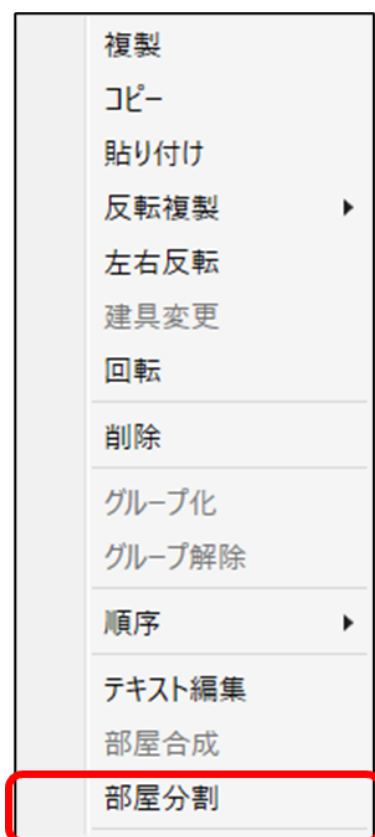 複製
コピー
貼り付け
反転複製
左右反転
建具変更
回転
削除
グループ化
グループ解除
順序
テキスト編集
部屋合成
部屋分割